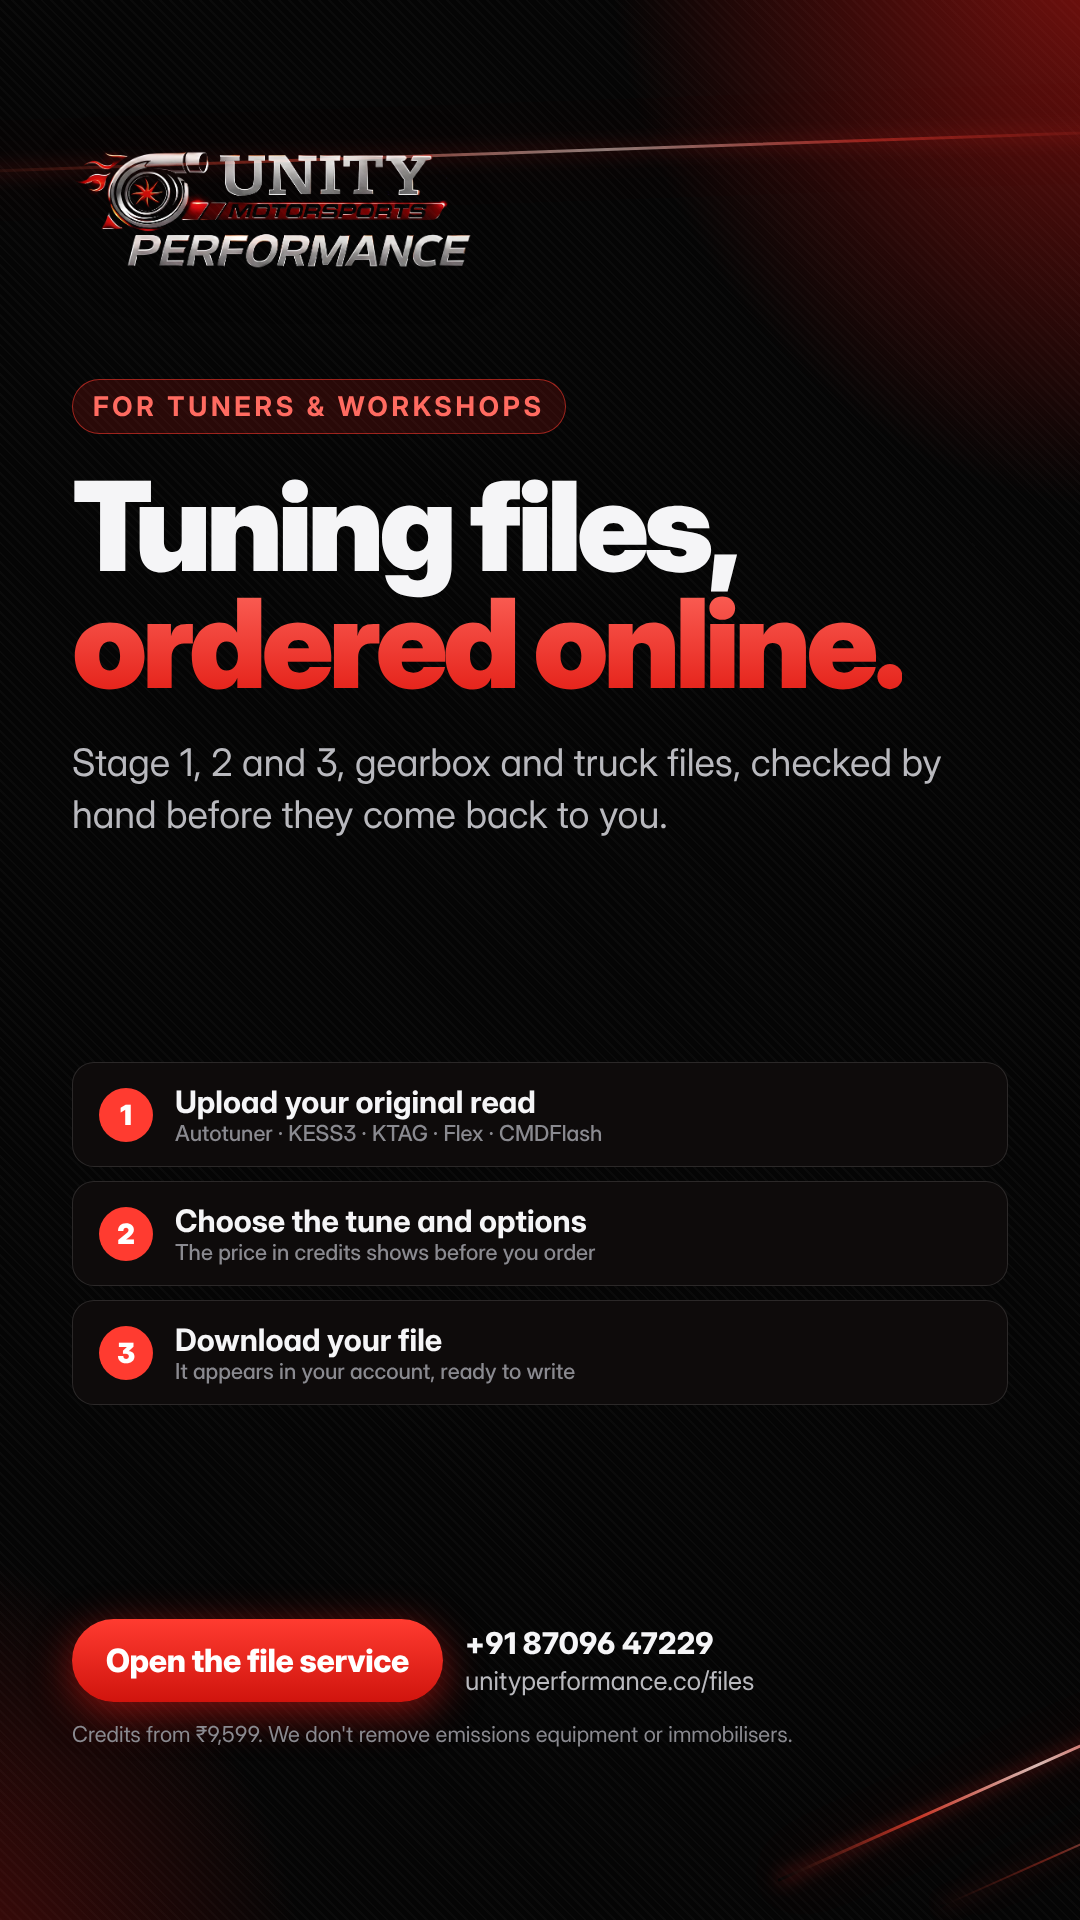 UNITY
MOTORSPORTS
PERFORMANCE
FOR TUNERS & WORKSHOPS
Tuning files,
ordered online.
Stage 1, 2 and 3, gearbox and truck files, checked by
hand before they come back to you.
1
Upload your original read
Autotuner · KESS3 · KTAG · Flex · CMDFlash
2
Choose the tune and options
The price in credits shows before you order
3
Download your file
It appears in your account, ready to write
Open the file service
+91 87096 47229
unityperformance.co/files
Credits from ₹9,599. We don't remove emissions equipment or immobilisers.